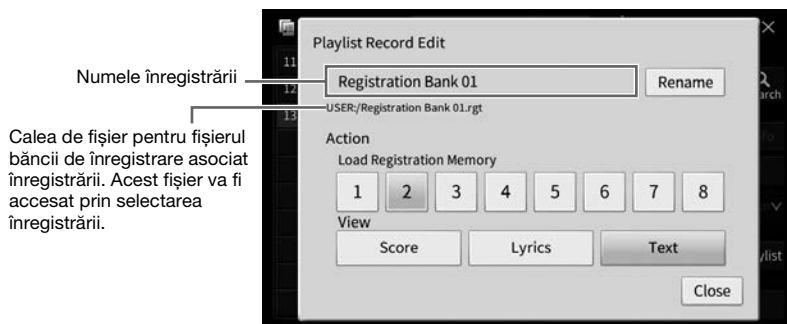 Numele înregistrării
Calea de fișier pentru fișierul
băncii de înregistrare asociat
înregistrării. Acest fișier va fi
accesat prin selectarea
înregistrării.
Playlist Record Edit
Registration Bank 01
Rename
USER:/Registration Bank 01.rgt
Action
Load Registration Memory
1 2 3 4 5 6 7 8
View
Score Lyrics Text
Close
11
12
13